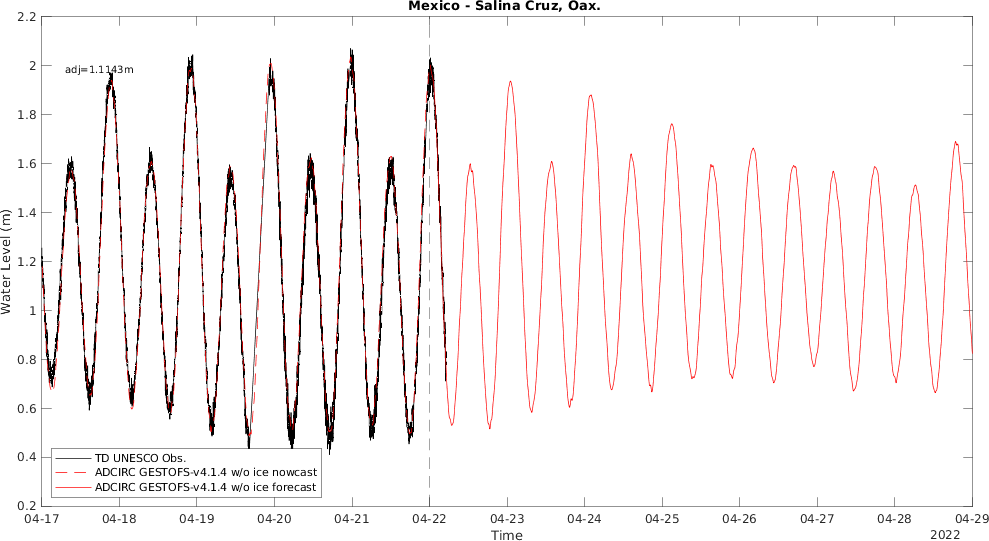 Mexico - Salina Cruz, Oax.
2.2
2
1.8
1.6
1.4
1.2
1
0.8
0.6
0.4
0.2
Water Level (m)
adj=1.1143m
TD UNESCO Obs.
ADCIRC GESTOFS-v4.1.4 w/o ice nowcast
ADCIRC GESTOFS-v4.1.4 w/o ice forecast
04-17 04-18 04-19 04-20 04-21 04-22 04-23 04-24 04-25 04-26 04-27 04-28 04-29
Time
2022